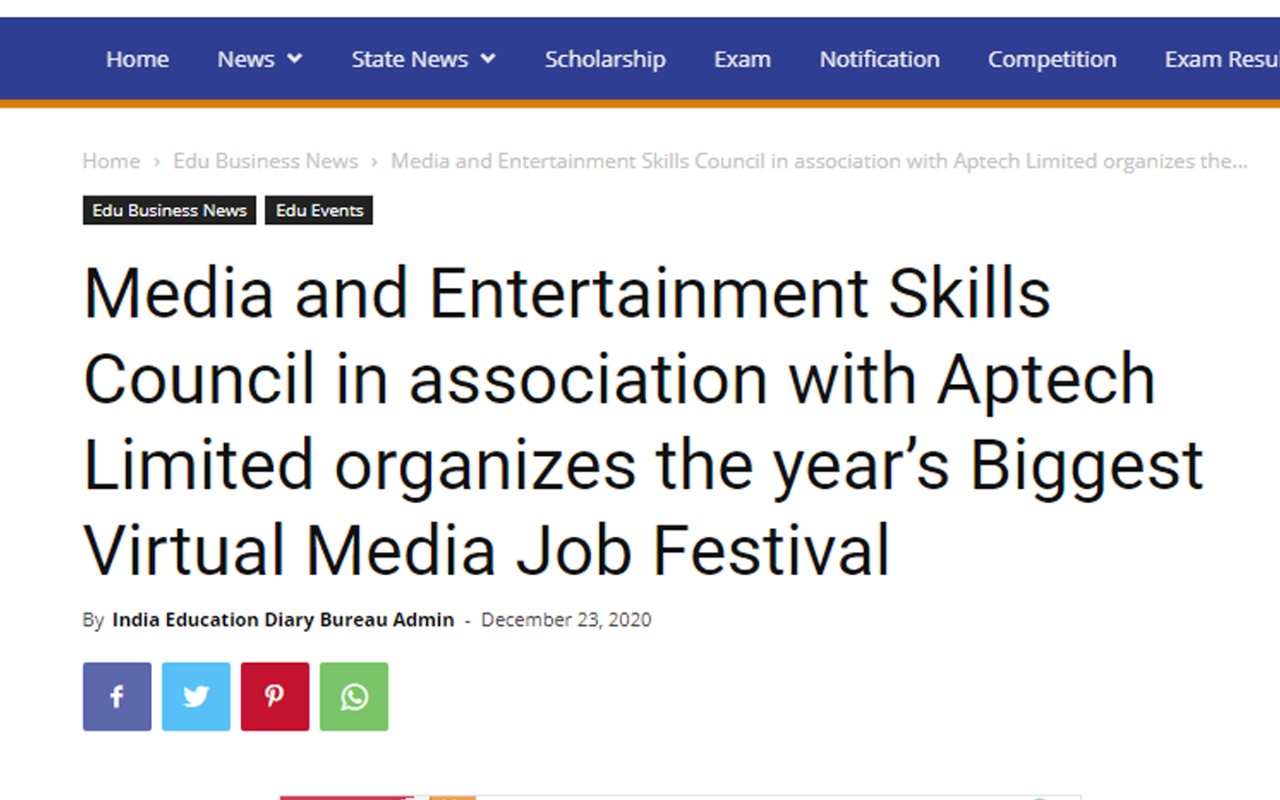 Home News State News Scholarship Exam Notification Competition Exam Resu
Home › Edu Business News › Media and Entertainment Skills Council in association with Aptech Limited organizes the...
Edu Business News Edu Events
Media and Entertainment Skills
Council in association with Aptech
Limited organizes the year’s Biggest
Virtual Media Job Festival
By India Education Diary Bureau Admin - December 23, 2020